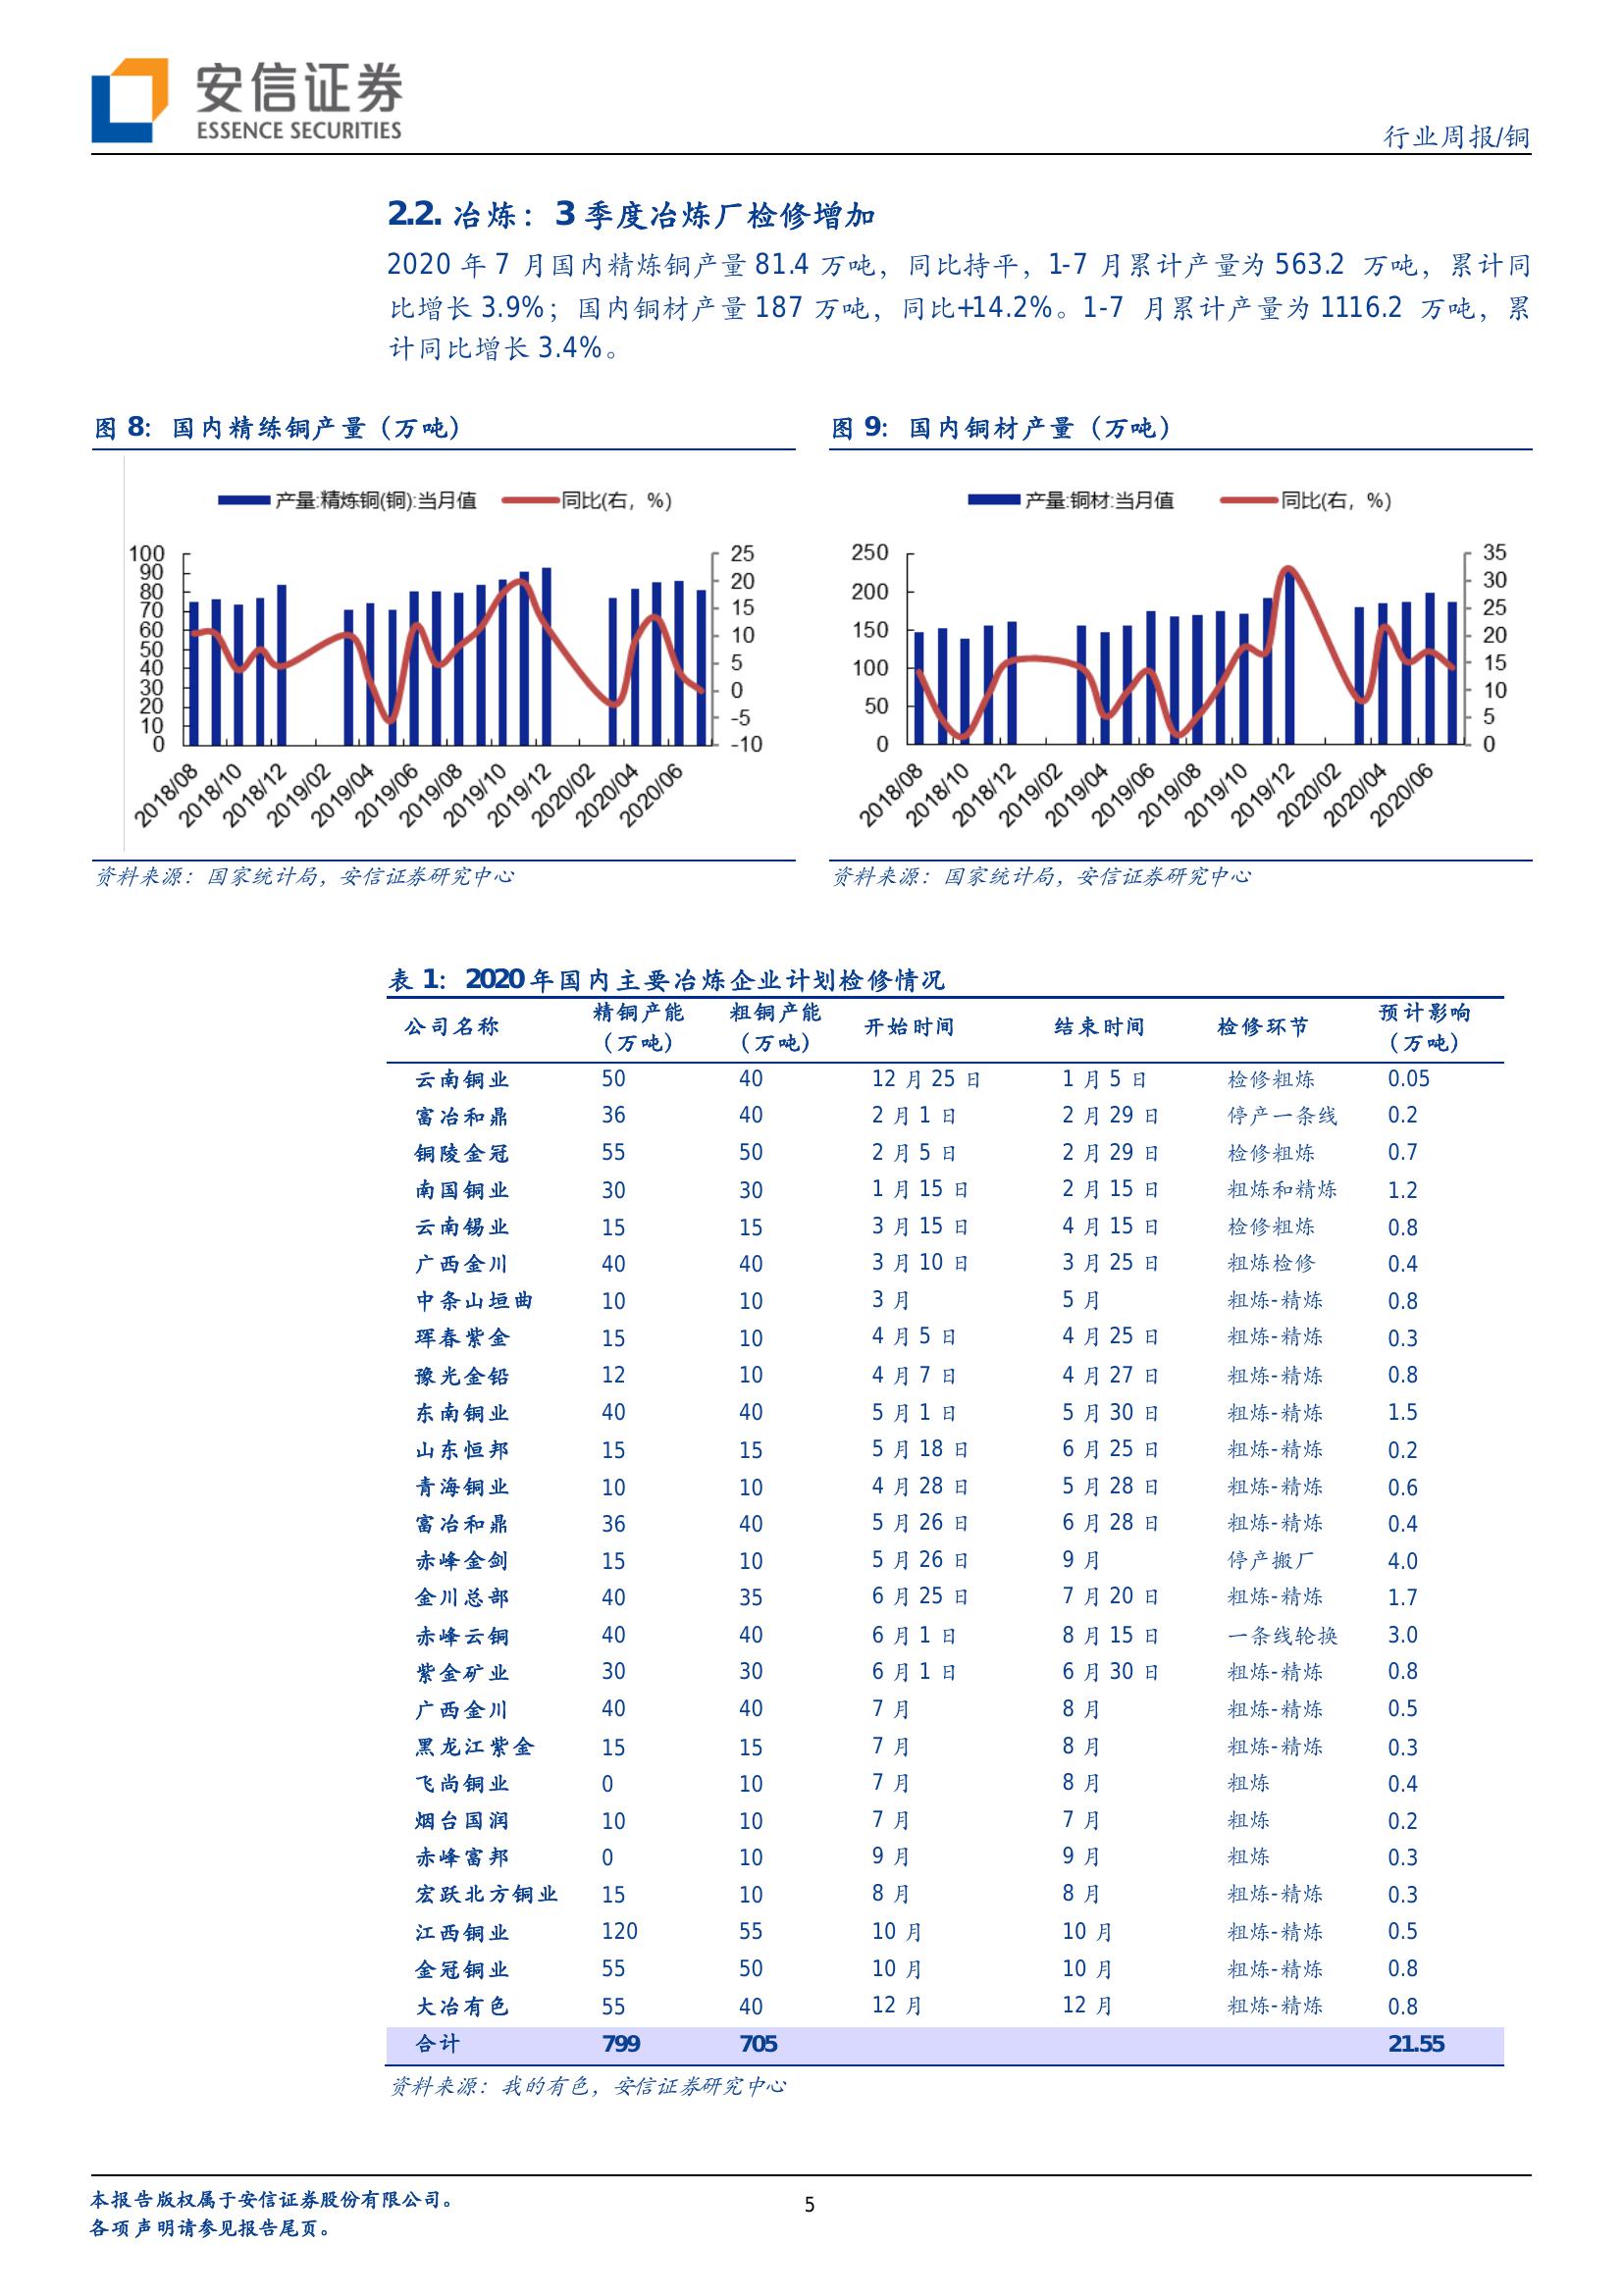 安信证券
ESSENCE SECURITIES
行业周报/铜
2.2. 冶炼：3 季度冶炼厂检修增加
2020 年 7 月国内精炼铜产量 81.4 万吨，同比持平，1-7 月累计产量为 563.2 万吨，累计同
比增长 3.9%；国内铜材产量 187 万吨，同比+14.2%。1-7 月累计产量为 1116.2 万吨，累
计同比增长 3.4%。
图 8：国内精练铜产量（万吨）
产量:精炼铜(铜):当月值 同比(右，%)
100 90 80 70 60 50 40 30 20 10 0
25 20 15 10 5 0 -5 -10
2018/08 2018/10 2018/12 2019/02 2019/04 2019/06 2019/08 2019/10 2019/12 2020/02 2020/04 2020/06
资料来源：国家统计局，安信证券研究中心
图 9：国内铜材产量（万吨）
产量:铜材:当月值 同比(右，%)
250 200 150 100 50 0
35 30 25 20 15 10 5 0
2018/08 2018/10 2018/12 2019/02 2019/04 2019/06 2019/08 2019/10 2019/12 2020/02 2020/04 2020/06
资料来源：国家统计局，安信证券研究中心
表 1：2020 年国内主要冶炼企业计划检修情况
公司名称 精铜产能（万吨） 粗铜产能（万吨） 开始时间 结束时间 检修环节 预计影响（万吨）
云南铜业 50 40 12 月 25 日 1 月 5 日 检修粗炼 0.05
富冶和鼎 36 40 2 月 1 日 2 月 29 日 停产一条线 0.2
铜陵金冠 55 50 2 月 5 日 2 月 29 日 检修粗炼 0.7
南国铜业 30 30 1 月 15 日 2 月 15 日 粗炼和精炼 1.2
云南锡业 15 15 3 月 15 日 4 月 15 日 检修粗炼 0.8
广西金川 40 40 3 月 10 日 3 月 25 日 粗炼检修 0.4
中条山垣曲 10 10 3 月 5 月 粗炼-精炼 0.8
珲春紫金 15 10 4 月 5 日 4 月 25 日 粗炼-精炼 0.3
豫光金铅 12 10 4 月 7 日 4 月 27 日 粗炼-精炼 0.8
东南铜业 40 40 5 月 1 日 5 月 30 日 粗炼-精炼 1.5
山东恒邦 15 15 5 月 18 日 6 月 25 日 粗炼-精炼 0.2
青海铜业 10 10 4 月 28 日 5 月 28 日 粗炼-精炼 0.6
富冶和鼎 36 40 5 月 26 日 6 月 28 日 粗炼-精炼 0.4
赤峰金剑 15 10 5 月 26 日 9 月 停产搬厂 4.0
金川总部 40 35 6 月 25 日 7 月 20 日 粗炼-精炼 1.7
赤峰云铜 40 40 6 月 1 日 8 月 15 日 一条线轮换 3.0
紫金矿业 30 30 6 月 1 日 6 月 30 日 粗炼-精炼 0.8
广西金川 40 40 7 月 8 月 粗炼-精炼 0.5
黑龙江紫金 15 15 7 月 8 月 粗炼-精炼 0.3
飞尚铜业 0 10 7 月 8 月 粗炼 0.4
烟台国润 10 10 7 月 7 月 粗炼 0.2
赤峰富邦 0 10 9 月 9 月 粗炼 0.3
宏跃北方铜业 15 10 8 月 8 月 粗炼-精炼 0.3
江西铜业 120 55 10 月 10 月 粗炼-精炼 0.5
金冠铜业 55 50 10 月 10 月 粗炼-精炼 0.8
大冶有色 55 40 12 月 12 月 粗炼-精炼 0.8
合计 799 705 21.55
资料来源：我的有色，安信证券研究中心
本报告版权属于安信证券股份有限公司。
各项声明请参见报告尾页。
5